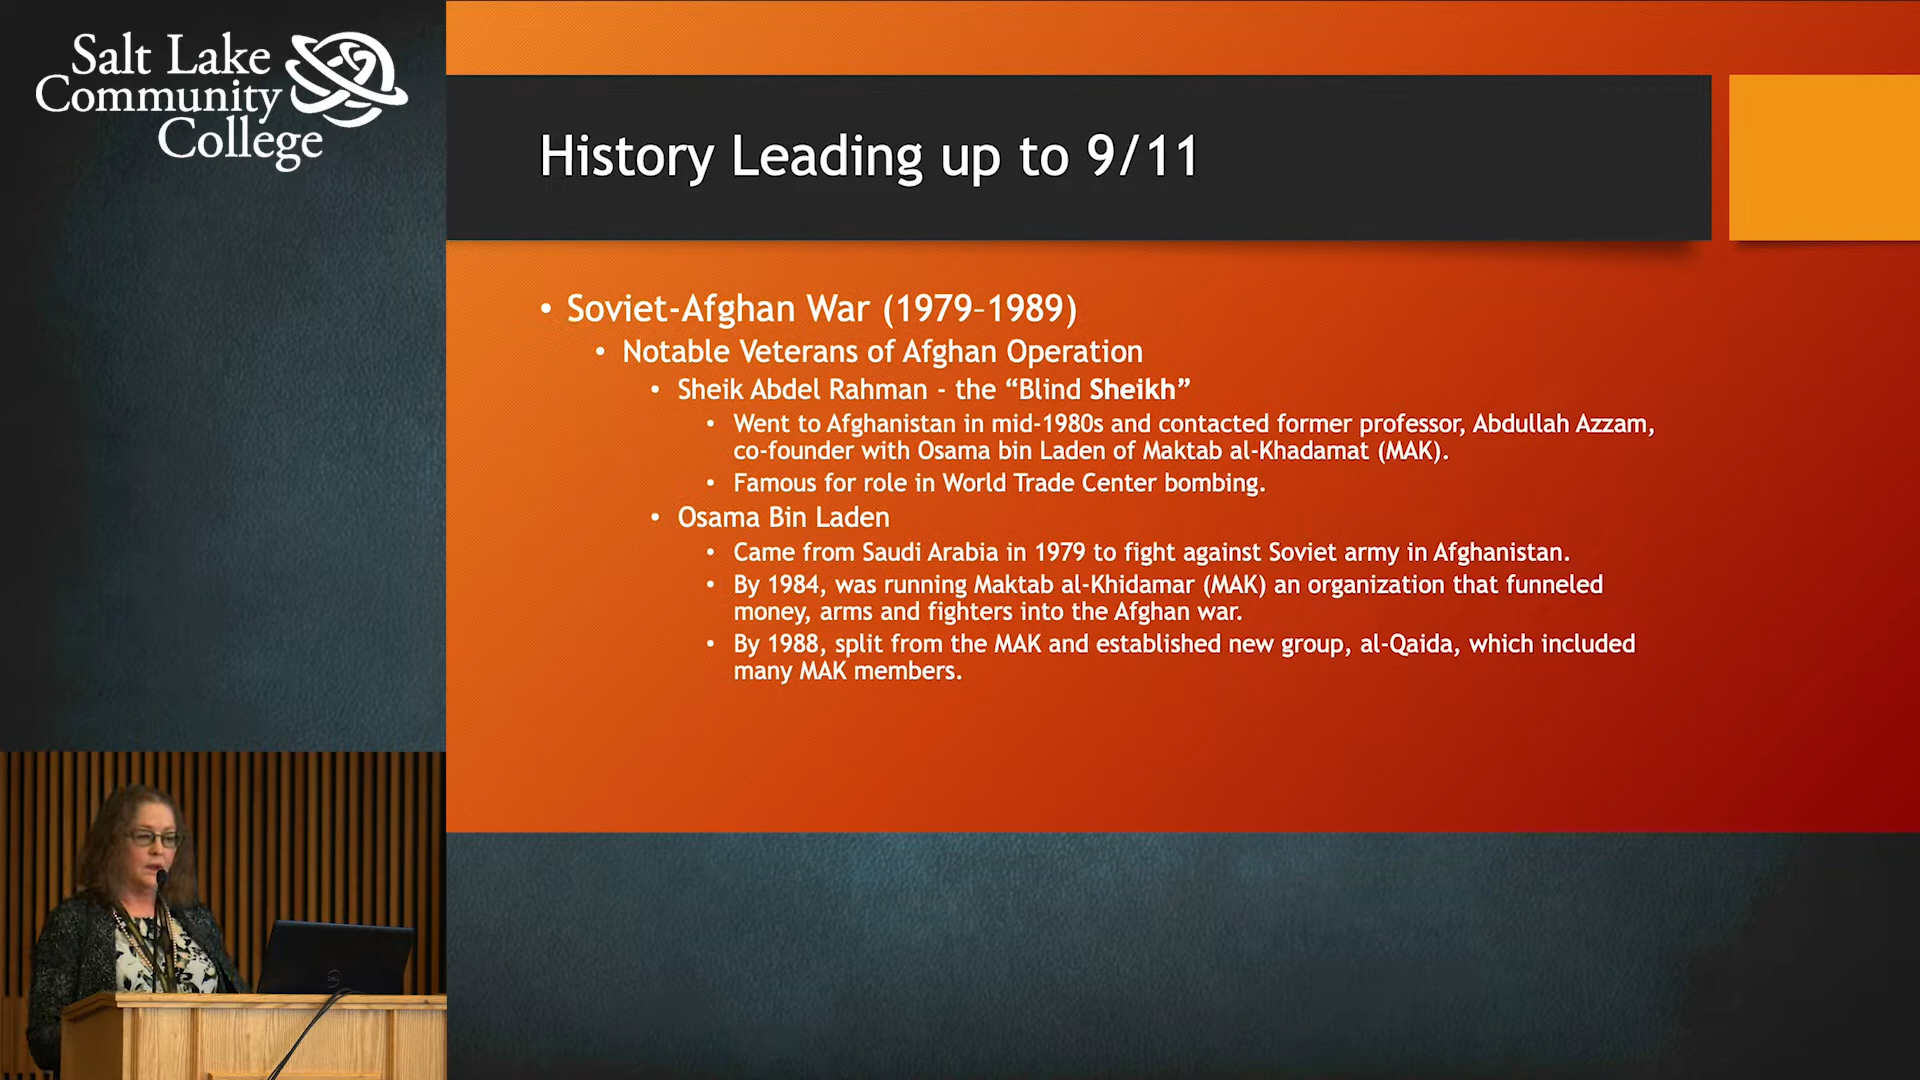 Salt Lake
Community
College
History Leading up to 9/11
• Soviet-Afghan War (1979–1989)
• Notable Veterans of Afghan Operation
• Sheik Abdel Rahman - the “Blind Sheikh”
• Went to Afghanistan in mid-1980s and contacted former professor, Abdullah Azzam,
co-founder with Osama bin Laden of Maktab al-Khadamat (MAK).
• Famous for role in World Trade Center bombing.
• Osama Bin Laden
• Came from Saudi Arabia in 1979 to fight against Soviet army in Afghanistan.
• By 1984, was running Maktab al-Khidamar (MAK) an organization that funneled
money, arms and fighters into the Afghan war.
• By 1988, split from the MAK and established new group, al-Qaida, which included
many MAK members.